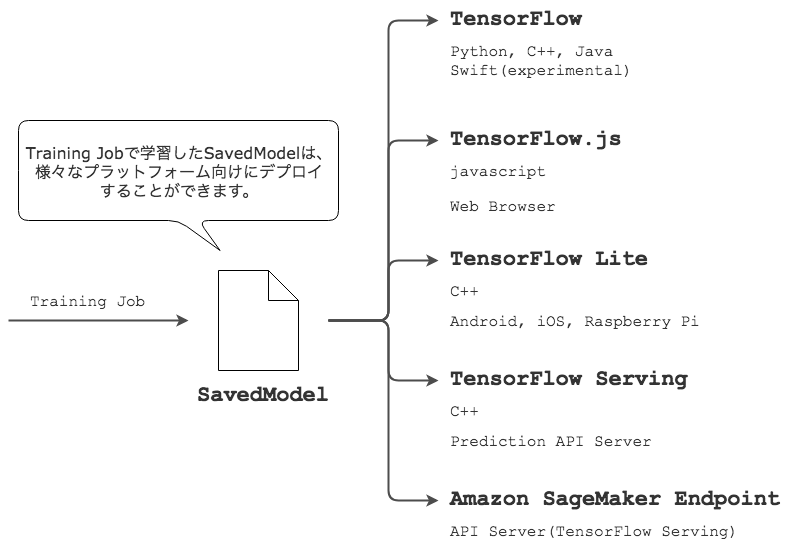 TensorFlow
Python, C++, Java
Swift(experimental)
TensorFlow.js
javascript
Web Browser
Training Jobで学習したSavedModelは、
様々なプラットフォーム向けにデプロイ
することができます。
TensorFlow Lite
C++
Android, iOS, Raspberry Pi
Training Job
SavedModel
TensorFlow Serving
C++
Prediction API Server
Amazon SageMaker Endpoint
API Server(TensorFlow Serving)